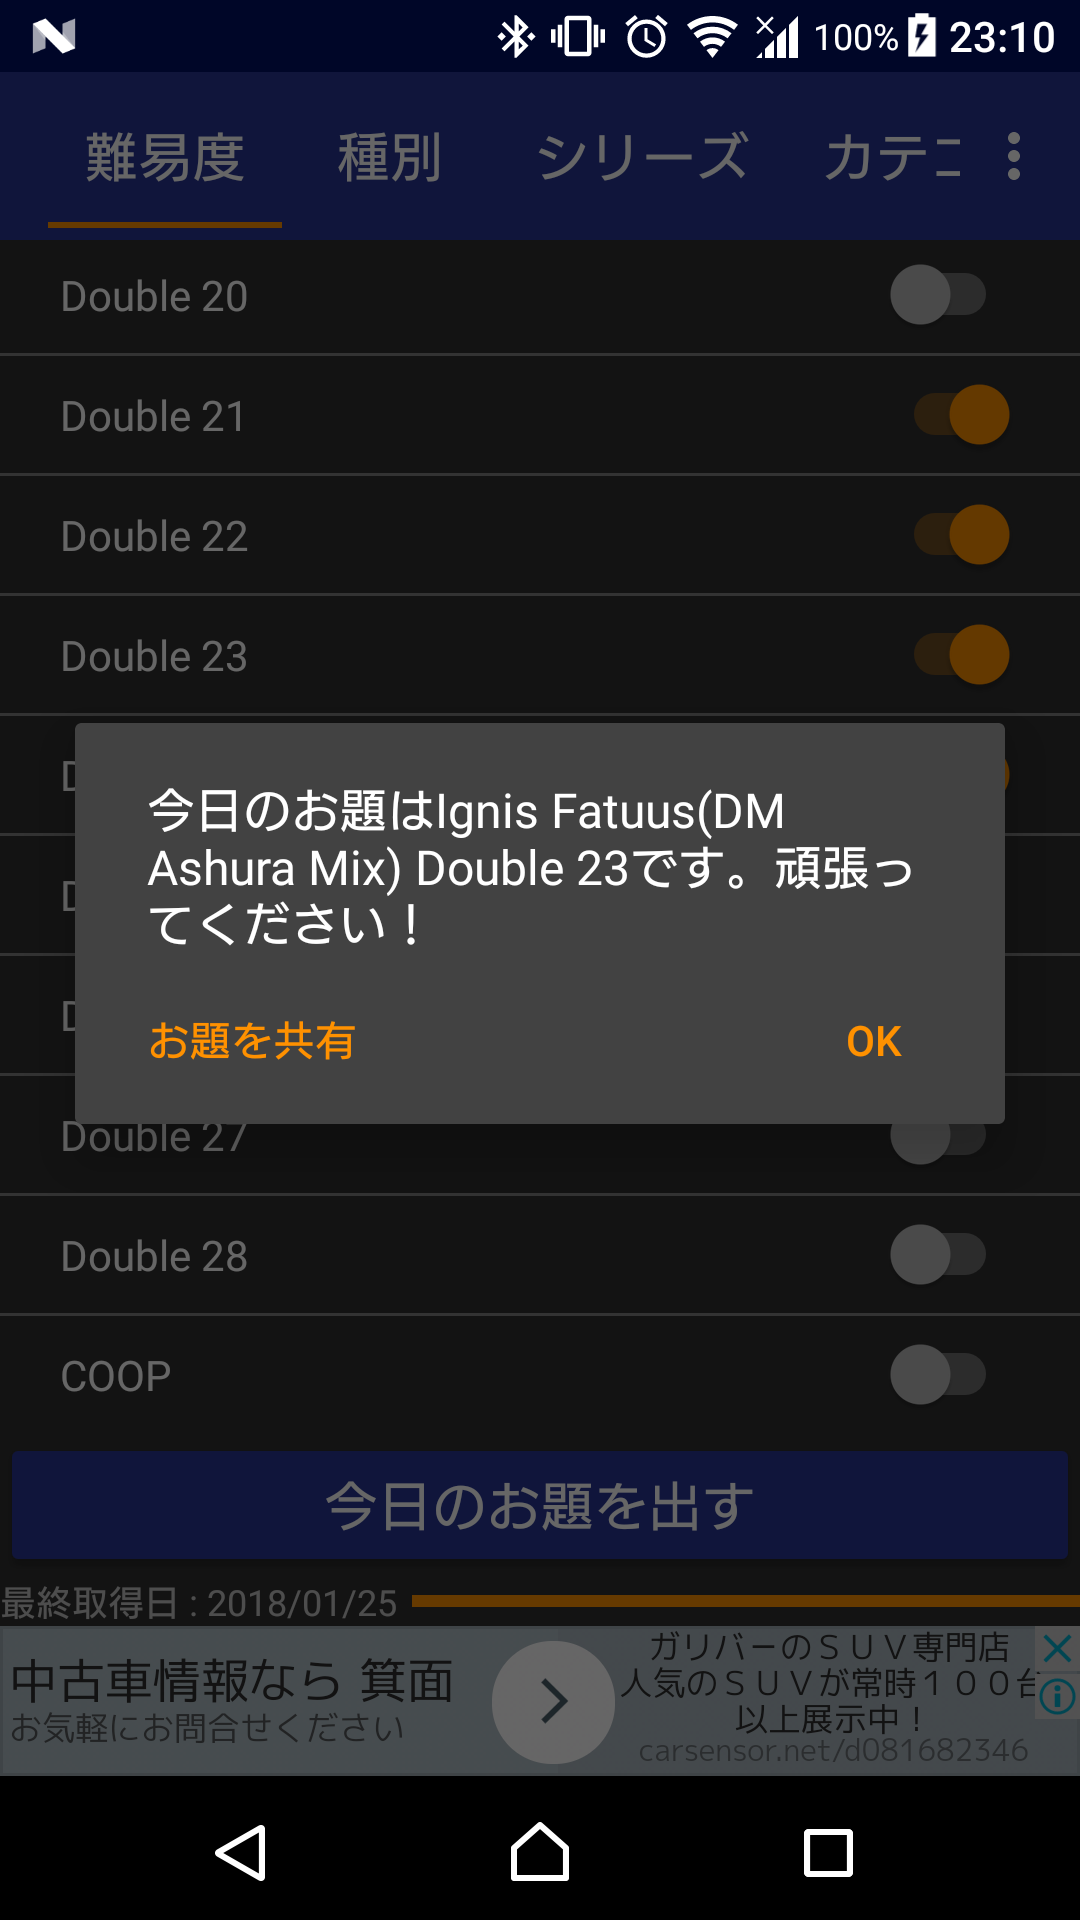 100% 23:10
難易度 種別 シリーズ カテ
Double 20
Double 21
Double 22
Double 23
今日のお題はIgnis Fatuus(DM
Ashura Mix) Double 23です。頑張っ
てください！
お題を共有 OK
Double 27
Double 28
COOP
今日のお題を出す
最終取得日 : 2018/01/25
中古車情報なら 箕面
お気軽にお問合せください
ガリバーのＳＵＶ専門店
人気のＳＵＶが常時１００台
以上展示中！
carsensor.net/d081682346